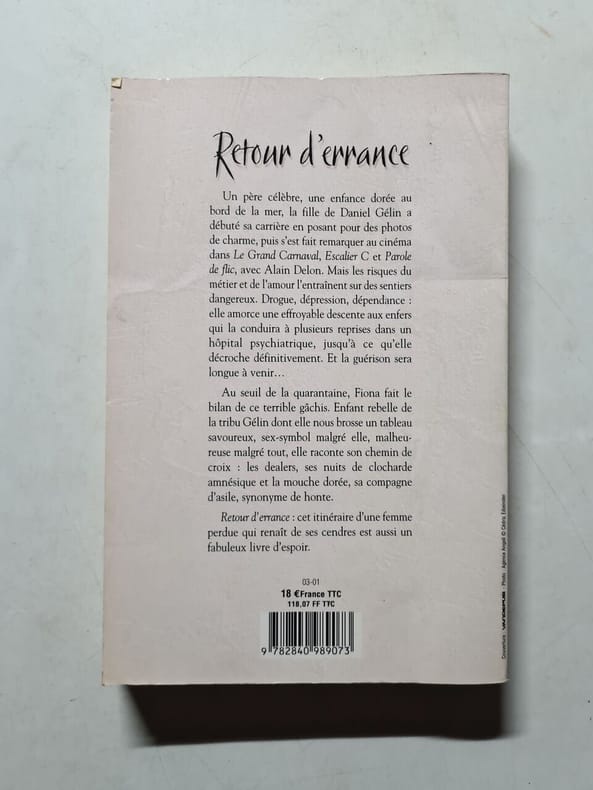 Retour d'errance
Un père célèbre, une enfance dorée au
bord de la mer, la fille de Daniel Gélin a
débuté sa carrière en posant pour des photos
de charme, puis s'est fait remarquer au cinéma
dans Le Grand Carnaval, Escalier C et Parole
de flic, avec Alain Delon. Mais les risques du
métier et de l'amour l'entraînent sur des sentiers
dangereux. Drogue, dépression, dépendance :
elle amorce une effroyable descente aux enfers
qui la conduira à plusieurs reprises dans un
hôpital psychiatrique, jusqu'à ce qu'elle
décroche définitivement. Et la guérison sera
longue à venir…
Au seuil de la quarantaine, Fiona fait le
bilan de ce terrible gâchis. Enfant rebelle de
la tribu Gélin dont elle nous brosse un tableau
savoureux, sex-symbol malgré elle, malheu-
reuse malgré tout, elle raconte son chemin de
croix : les dealers, ses nuits de clocharde
amnésique et la mouche dorée, sa compagne
d'asile, synonyme de honte.
Retour d'errance : cet itinéraire d'une femme
perdue qui renaît de ses cendres est aussi un
fabuleux livre d'espoir.
03-01
18 €France TTC
118,07 FF TTC
9 782840 989073
Couverture : Photo : Agence Angeli ©